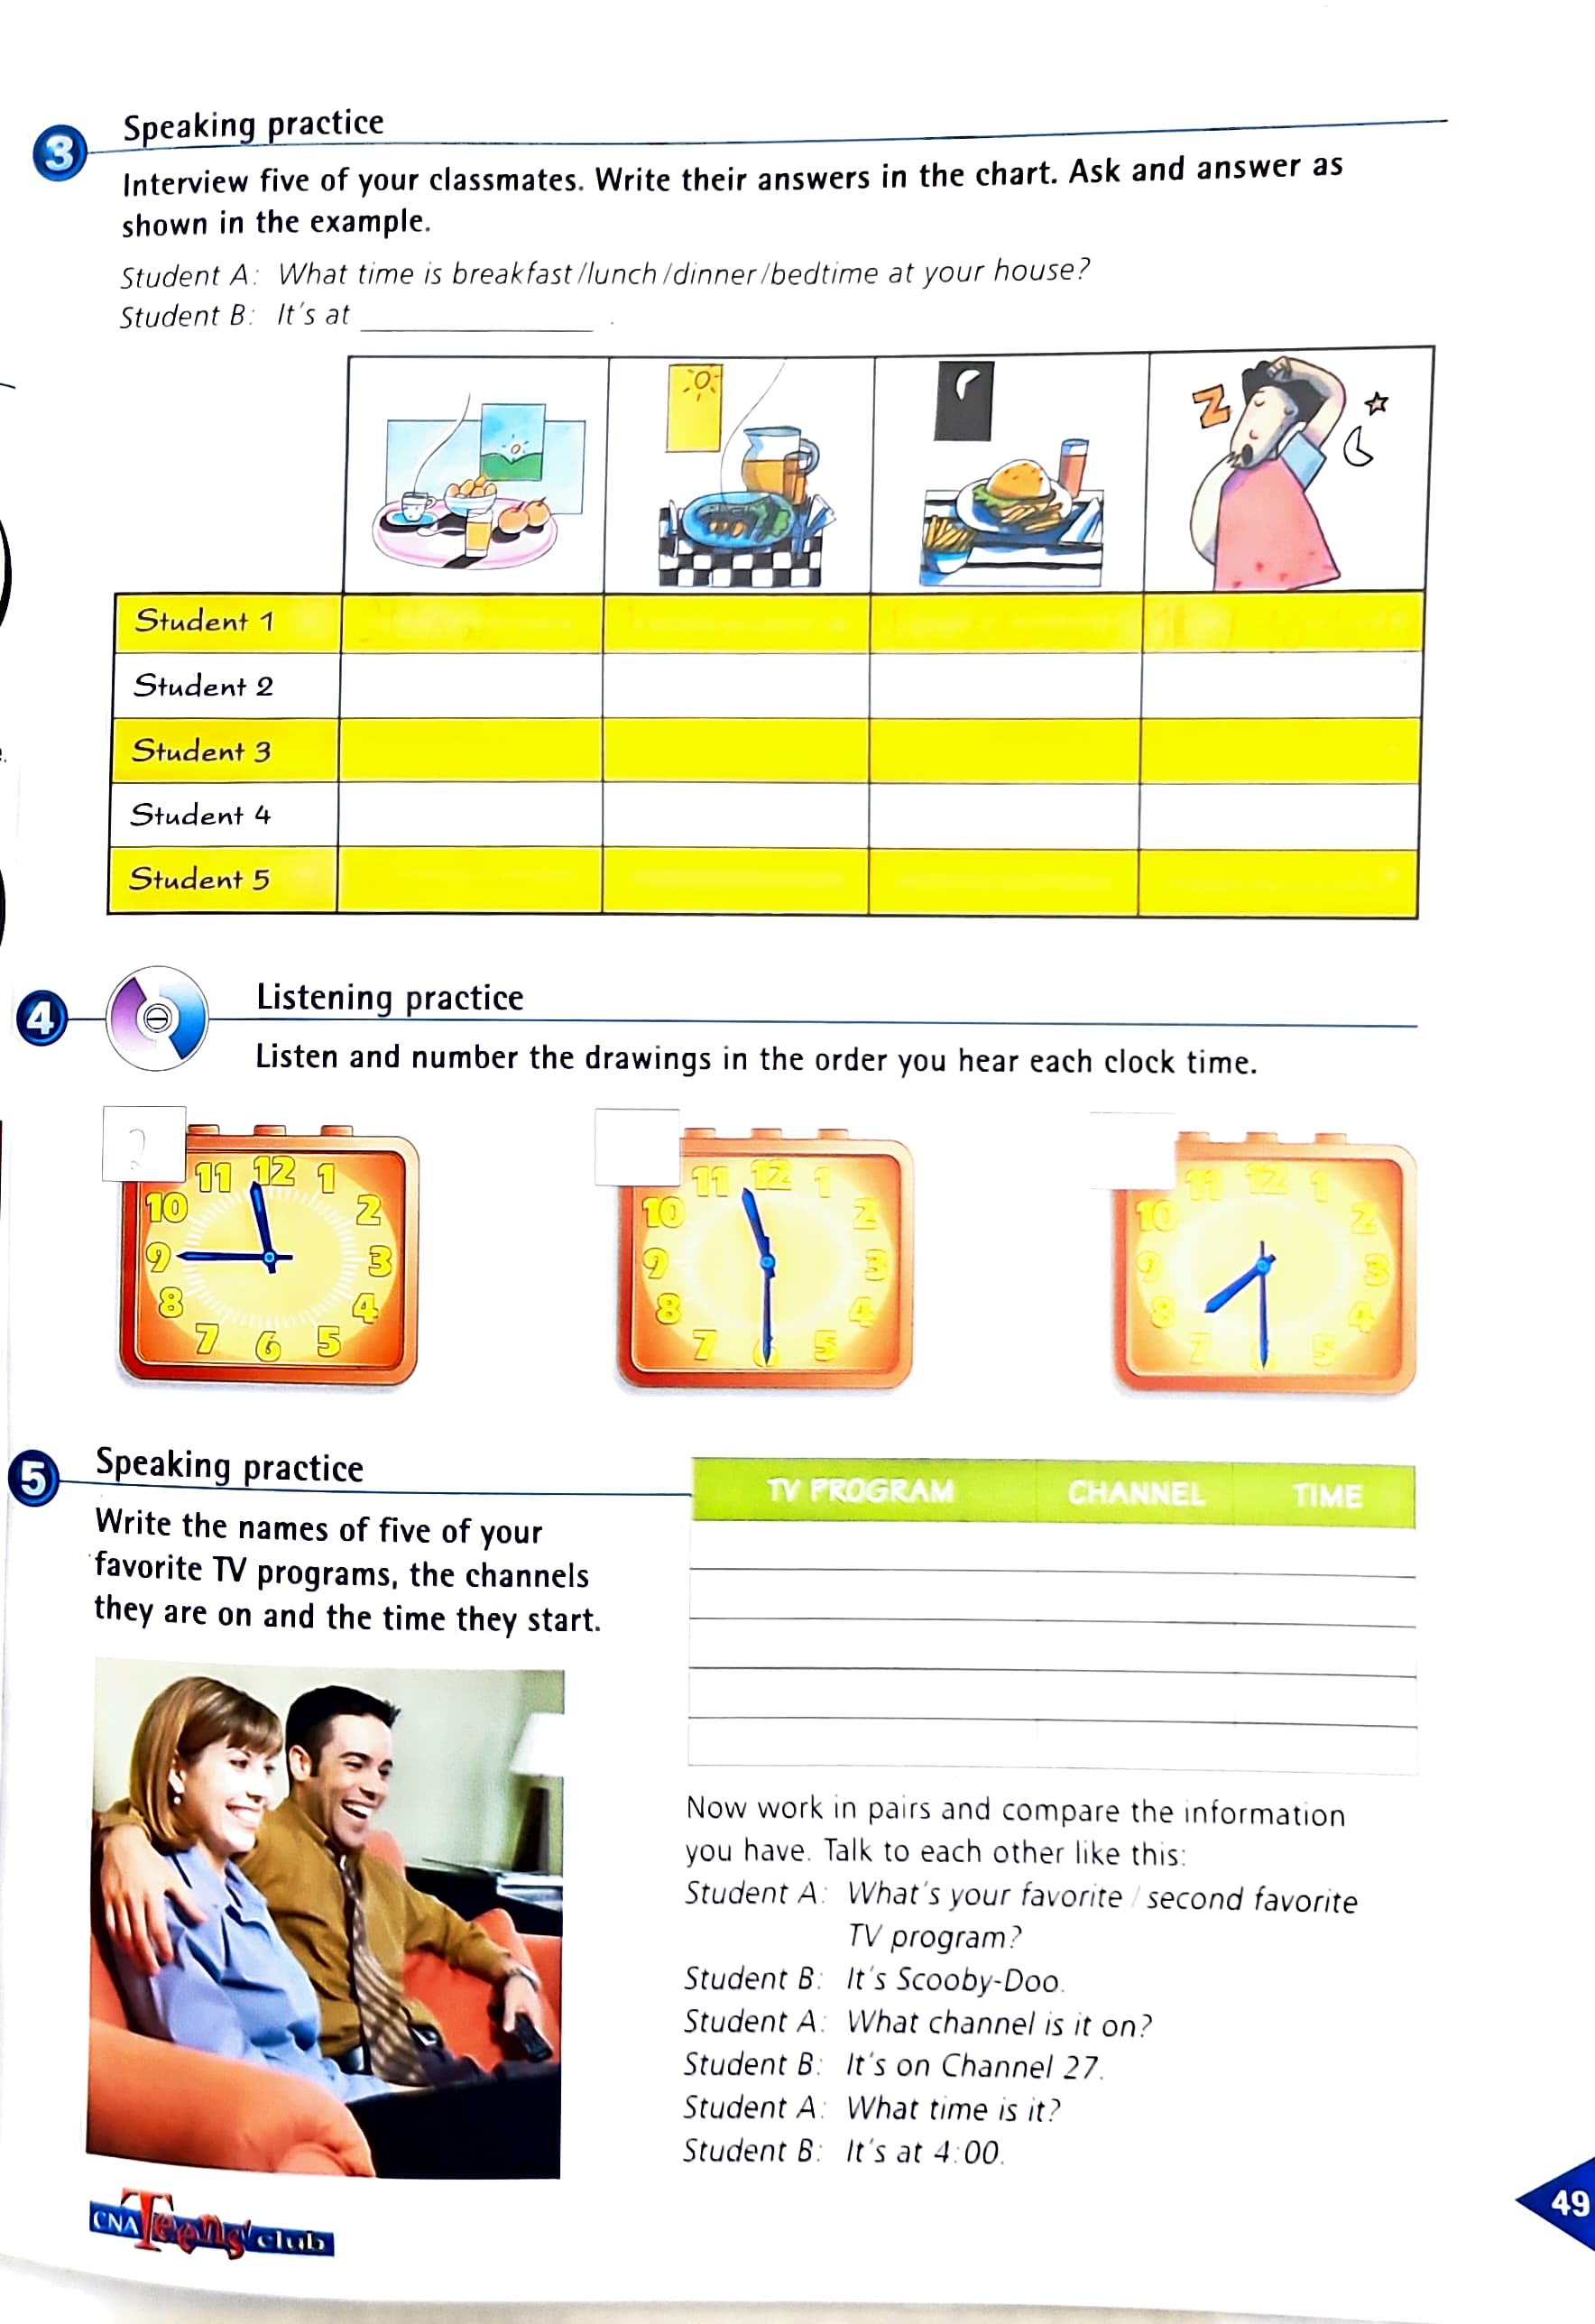 3
Speaking practice
Interview five of your classmates. Write their answers in the chart. Ask and answer as
shown in the example.
Student A: What time is breakfast/lunch/dinner/bedtime at your house?
Student B: It's at ______________ .
Z
Student 1
Student 2
Student 3
Student 4
Student 5
4
Listening practice
Listen and number the drawings in the order you hear each clock time.
2
11 12 1
10 2
9 3
8 4
7 6 5
11 12 1
10 2
9 3
8 4
7 5
11 12 1
10 2
9 3
8 4
7 5
5
Speaking practice
Write the names of five of your
favorite TV programs, the channels
they are on and the time they start.
TV PROGRAM CHANNEL TIME
Now work in pairs and compare the information
you have. Talk to each other like this:
Student A: What's your favorite / second favorite
TV program?
Student B: It's Scooby-Doo.
Student A: What channel is it on?
Student B: It's on Channel 27.
Student A: What time is it?
Student B: It's at 4:00.
CNA Teens' club
49